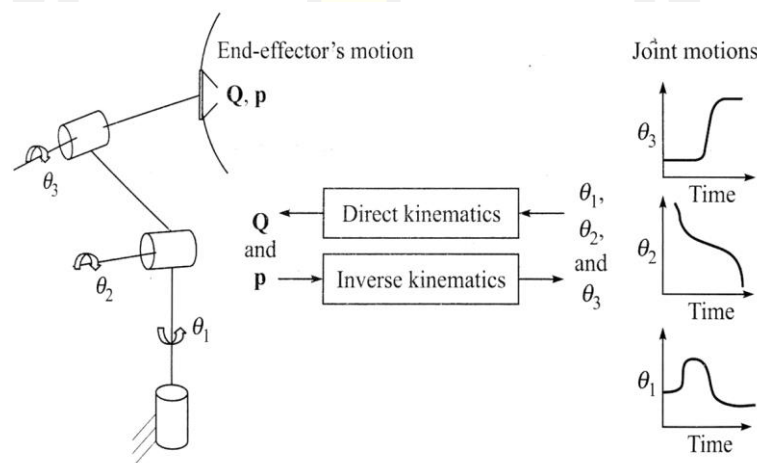 End-effector's motion
Q, p
θ3
θ2
θ1
Q
and
p
Direct kinematics
Inverse kinematics
θ1,
θ2,
and
θ3
Joint motions
θ3
Time
θ2
Time
θ1
Time